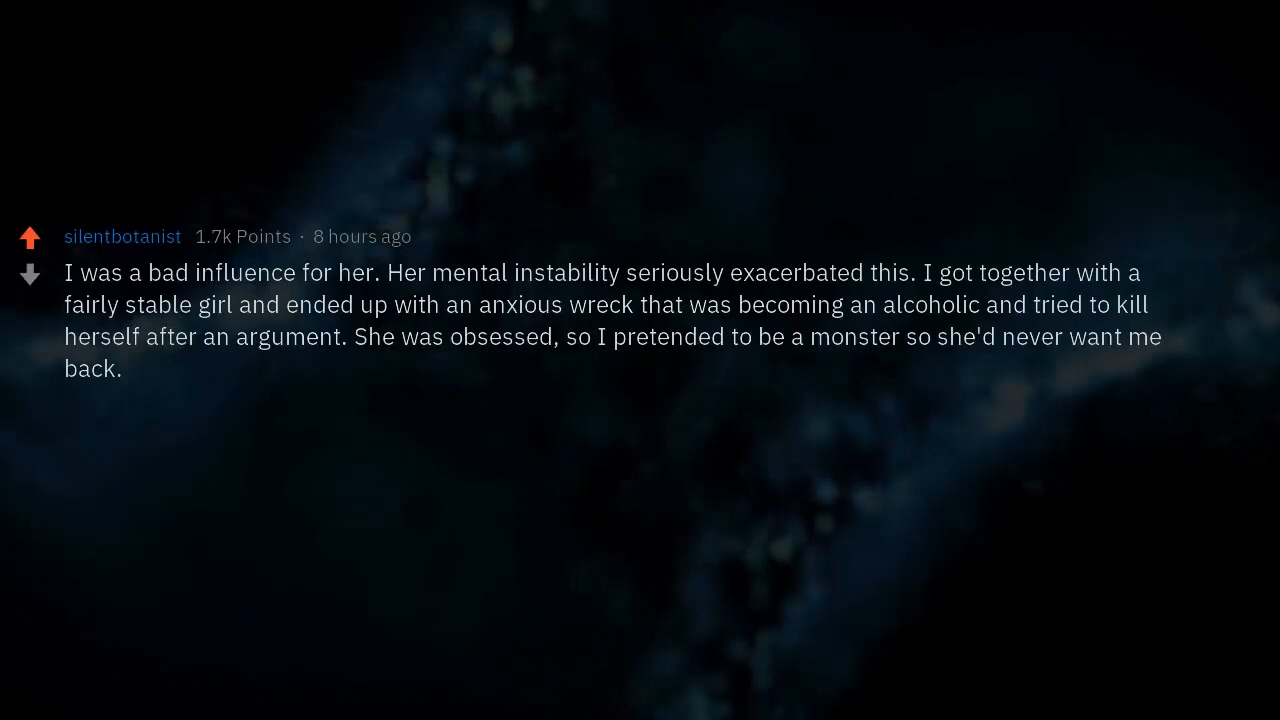 silentbotanist 1.7k Points · 8 hours ago
I was a bad influence for her. Her mental instability seriously exacerbated this. I got together with a
fairly stable girl and ended up with an anxious wreck that was becoming an alcoholic and tried to kill
herself after an argument. She was obsessed, so I pretended to be a monster so she'd never want me
back.